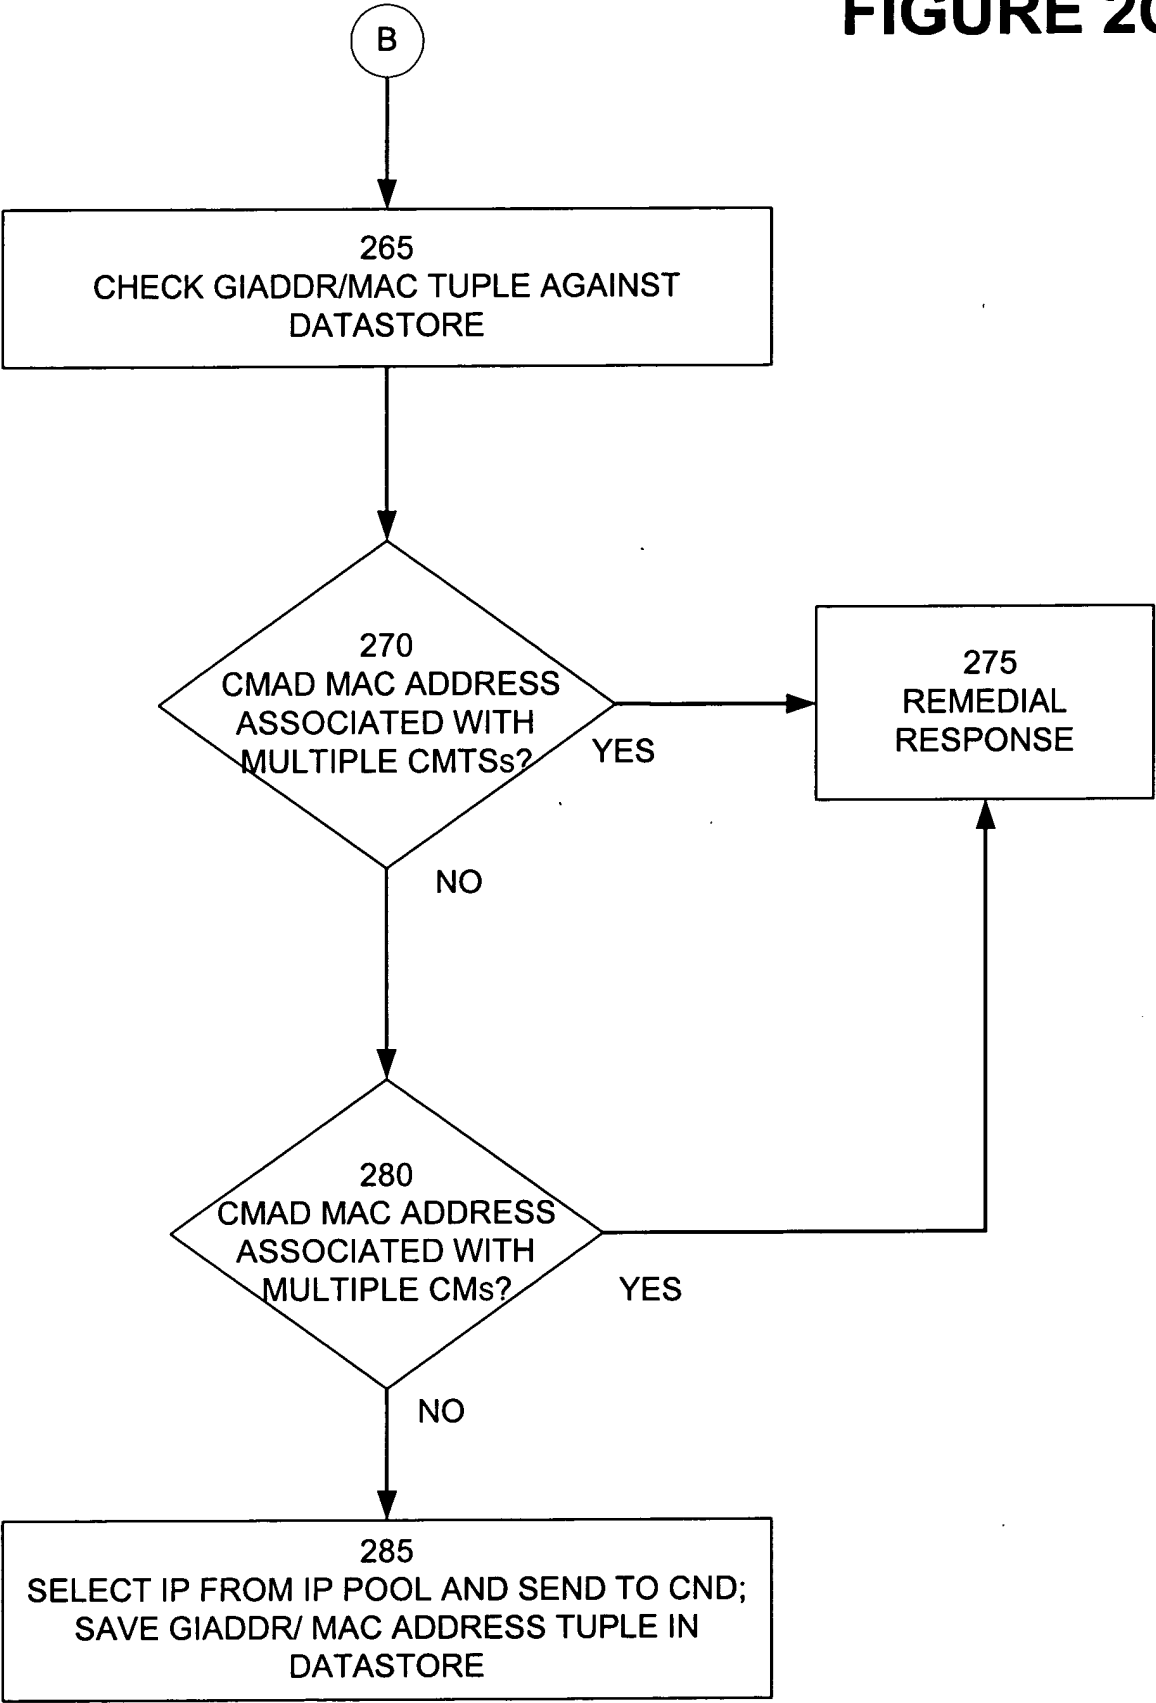 FIGURE 2C
B
265
CHECK GIADDR/MAC TUPLE AGAINST
DATASTORE
270
CMAD MAC ADDRESS
ASSOCIATED WITH
MULTIPLE CMTSs?
YES
275
REMEDIAL
RESPONSE
NO
280
CMAD MAC ADDRESS
ASSOCIATED WITH
MULTIPLE CMs?
YES
NO
285
SELECT IP FROM IP POOL AND SEND TO CND;
SAVE GIADDR/ MAC ADDRESS TUPLE IN
DATASTORE